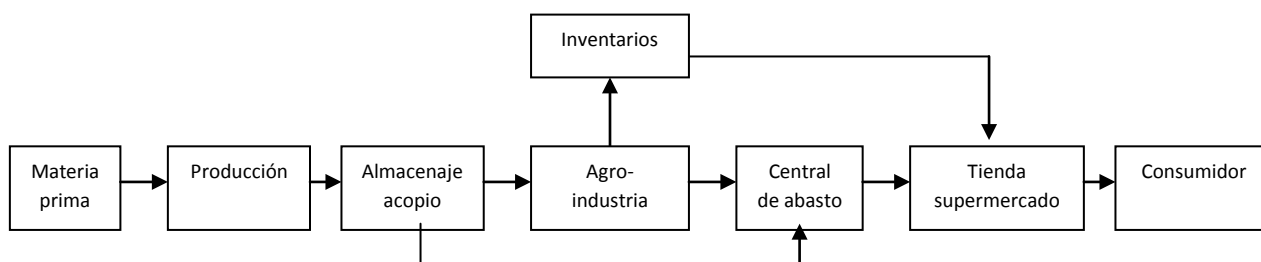 Inventarios
Materia
prima
Producción
Almacenaje
acopio
Agro-
industria
Central
de abasto
Tienda
supermercado
Consumidor